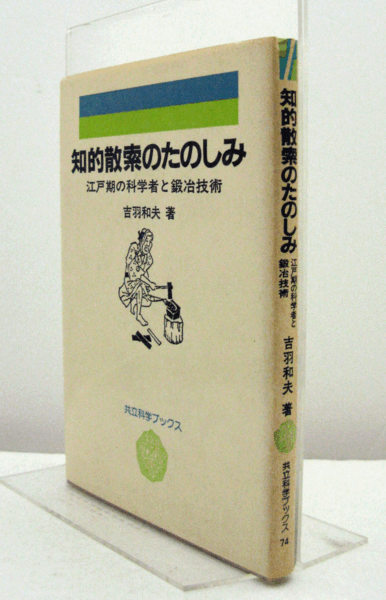 知的散索のたのしみ
江戸期の科学者と鍛冶技術
吉羽和夫 著
共立科学ブックス
知的散索のたのしみ
江戸期の科学者と
鍛冶技術
吉羽和夫 著
共立科学ブックス 74